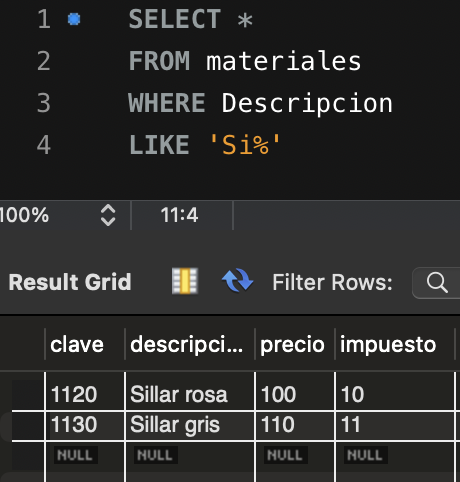 1 SELECT *
2 FROM materiales
3 WHERE Descripcion
4 LIKE 'Si%'
100% 11:4
Result Grid Filter Rows:
clave descripci... precio impuesto
1120 Sillar rosa 100 10
1130 Sillar gris 110 11
NULL NULL NULL NULL